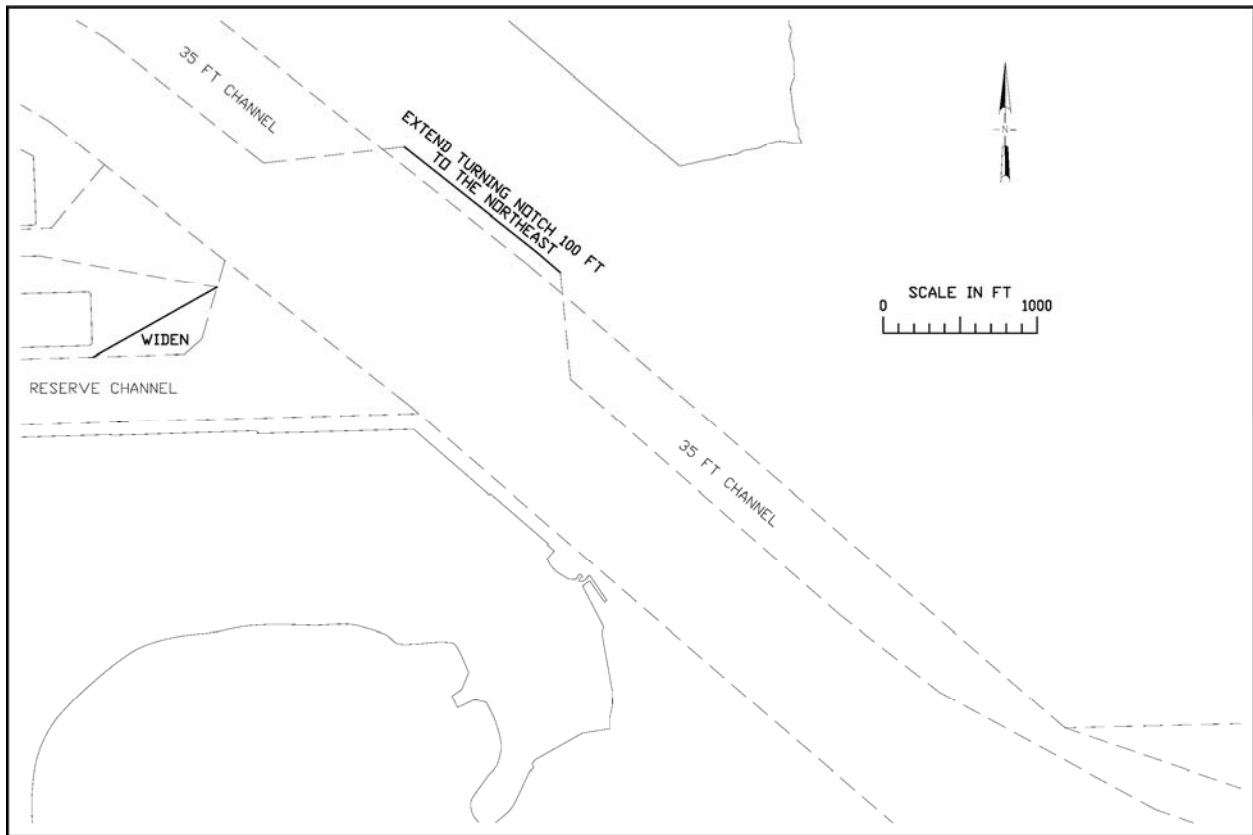 35 FT CHANNEL
EXTEND TURNING NOTCH 100 FT
TO THE NORTHEAST
N
SCALE IN FT
0 1000
WIDEN
RESERVE CHANNEL
35 FT CHANNEL